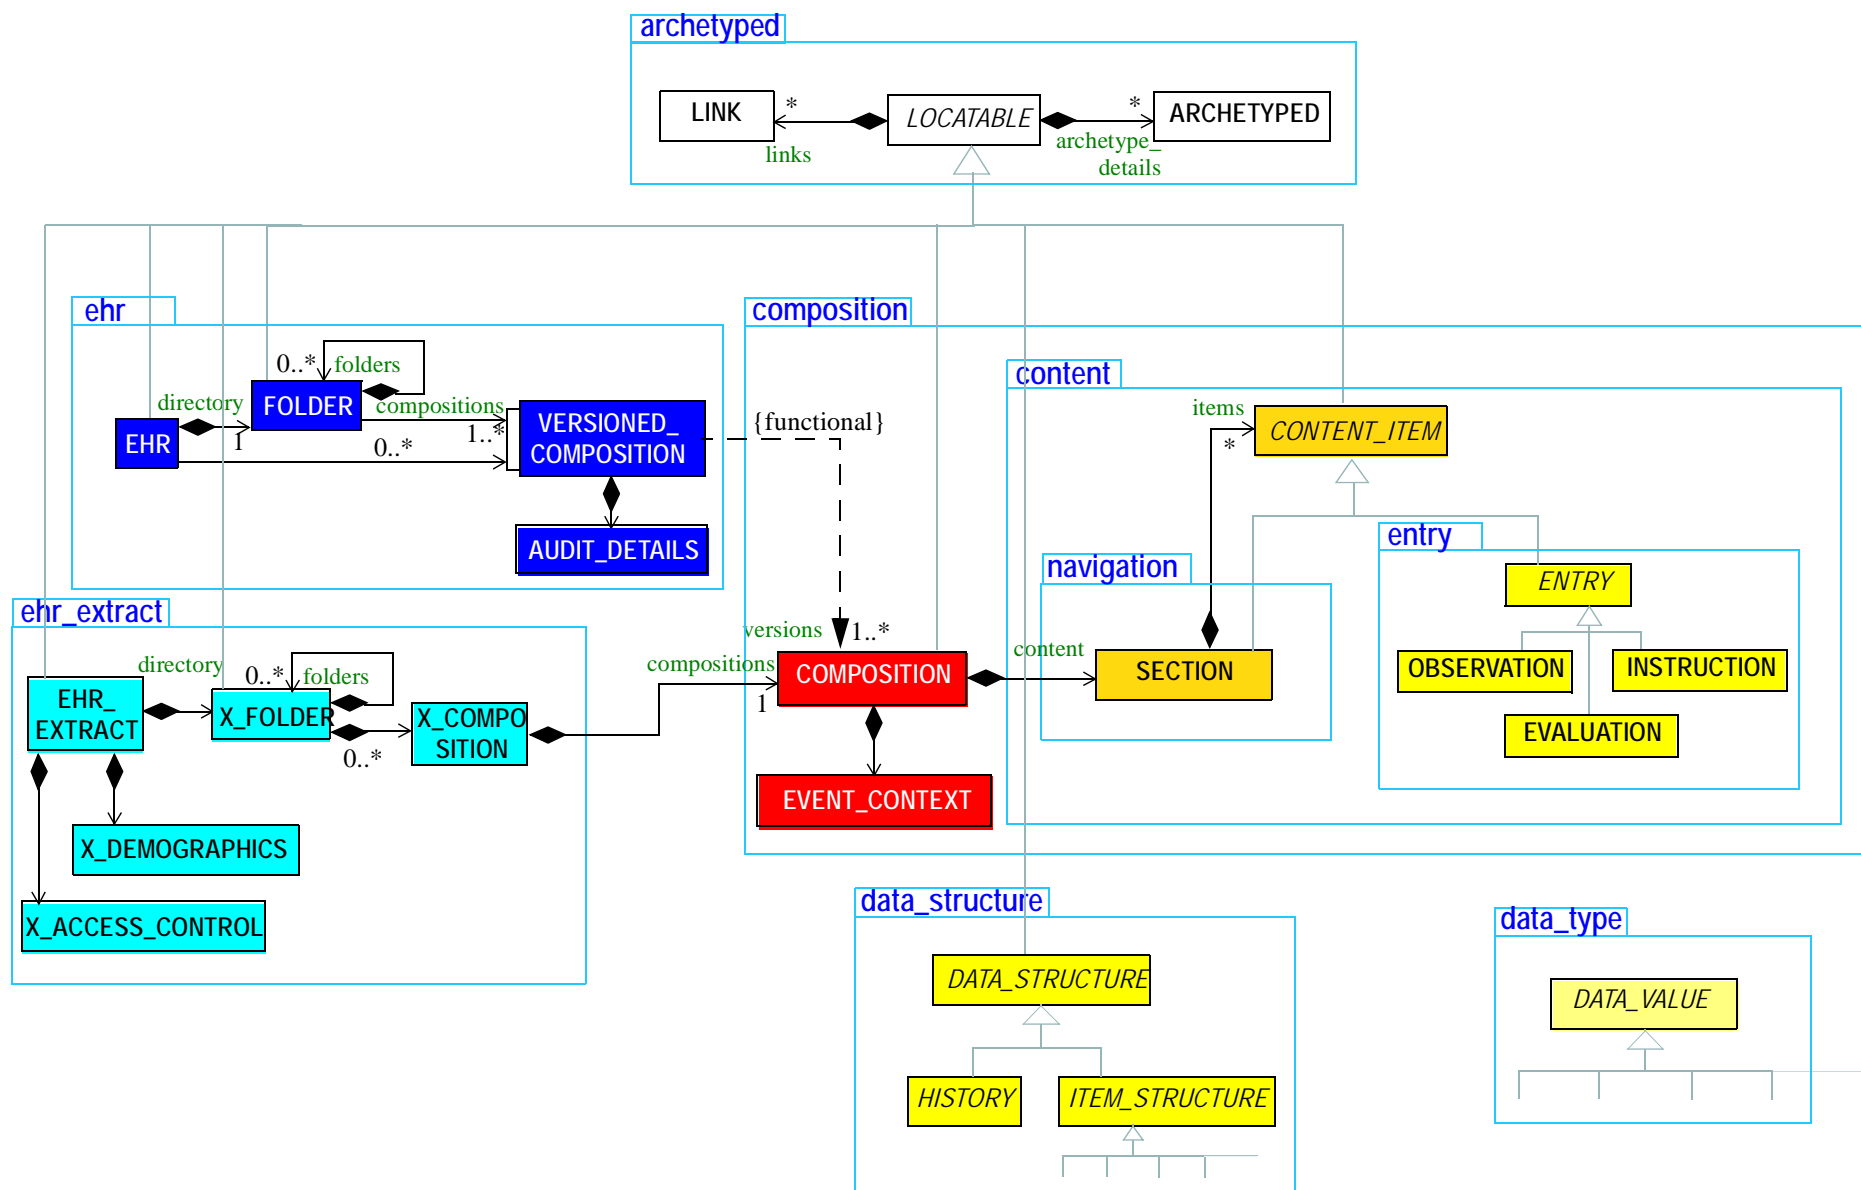 archetyped
LINK
*
links
LOCATABLE
*
archetype_
details
ARCHETYPED
ehr
0..*
folders
directory
FOLDER
compositions
EHR
1
0..*
1..*
VERSIONED_
COMPOSITION
AUDIT_DETAILS
{functional}
composition
versions
1..*
compositions
1
COMPOSITION
content
EVENT_CONTEXT
content
items
*
CONTENT_ITEM
navigation
SECTION
entry
ENTRY
OBSERVATION
INSTRUCTION
EVALUATION
ehr_extract
directory
0..*
folders
EHR_
EXTRACT
X_FOLDER
0..*
X_COMPO
SITION
X_DEMOGRAPHICS
X_ACCESS_CONTROL
data_structure
DATA_STRUCTURE
HISTORY
ITEM_STRUCTURE
data_type
DATA_VALUE